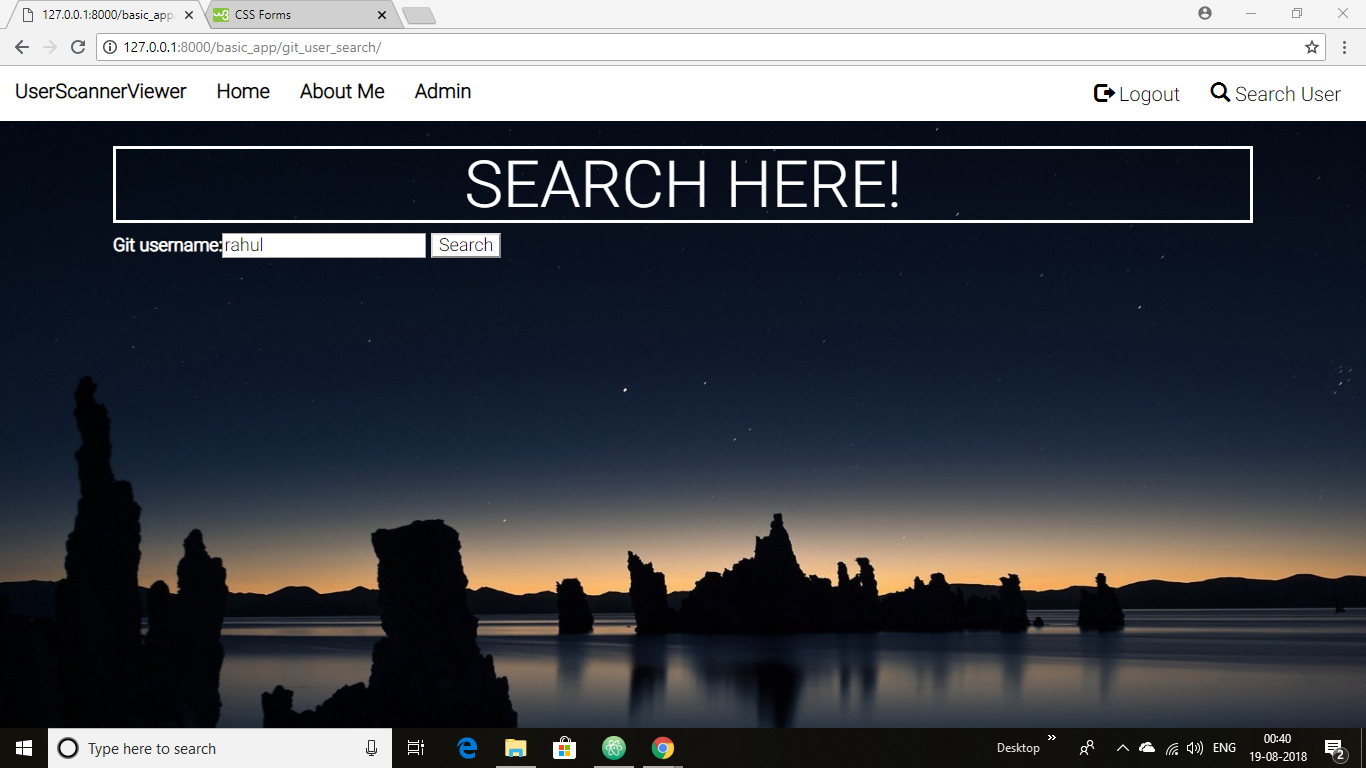 127.0.0.1:8000/basic_app
CSS Forms
127.0.0.1:8000/basic_app/git_user_search/
UserScannerViewer Home About Me Admin Logout Search User
SEARCH HERE!
Git username: rahul Search
Type here to search
Desktop
ENG
00:40
19-08-2018
2